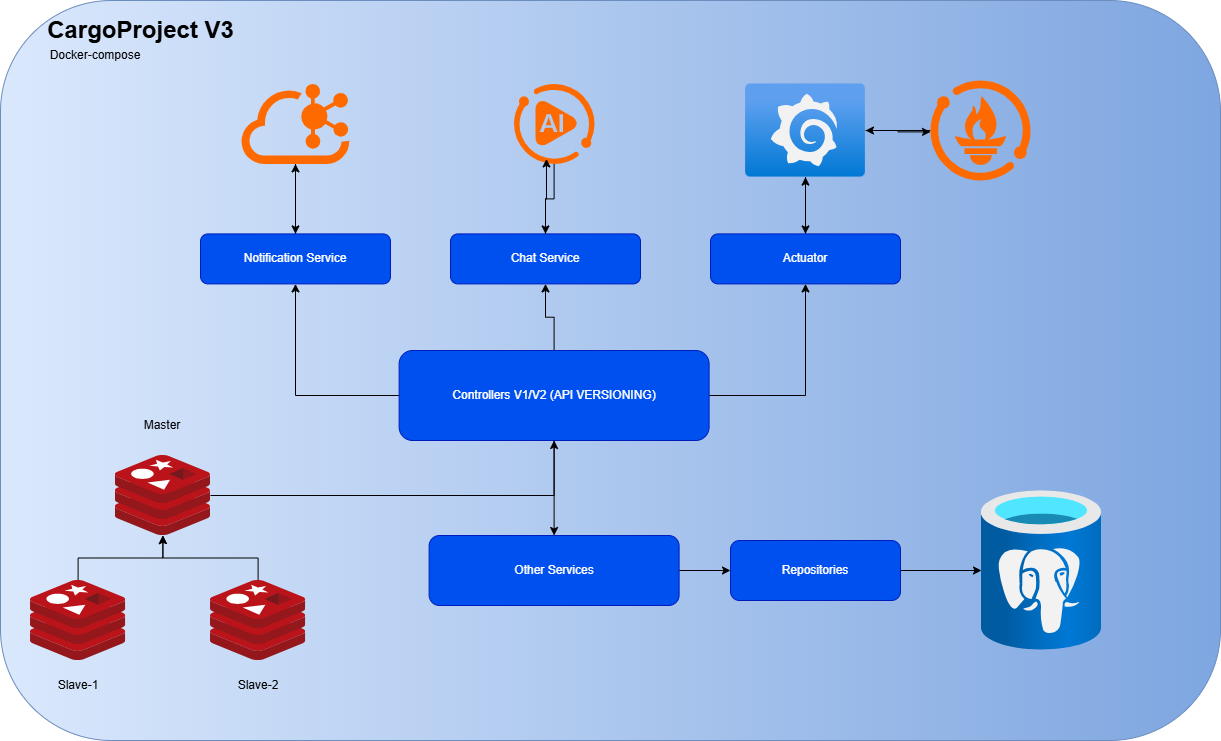 CargoProject V3
Docker-compose
AI
Notification Service
Chat Service
Actuator
Controllers V1/V2 (API VERSIONING)
Master
Other Services
Repositories
Slave-1
Slave-2